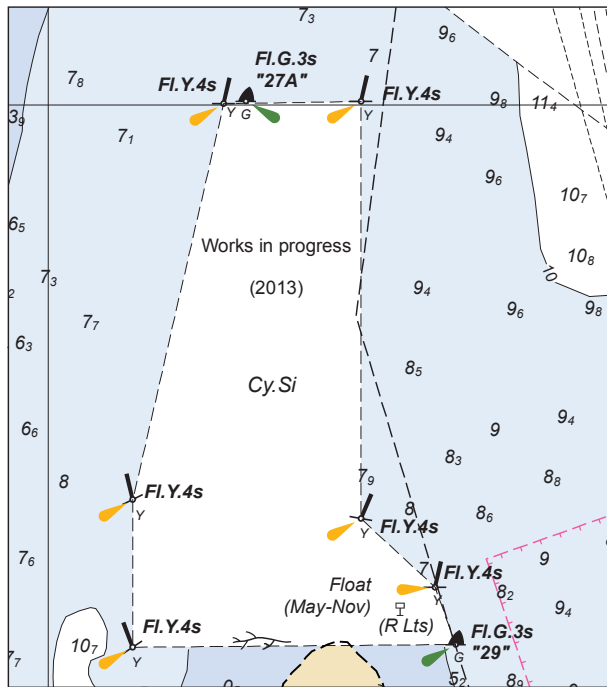 7₃
9₆
Fl.G.3s
"27A"
7
7₈
Fl.Y.4s
Fl.Y.4s
9₈
11₄
3₉
Y
G
Y
7₁
9₄
9₆
10₇
6₅
Works in progress
10₈
7₃
(2013)
10
9₄
2
9₆
9₈
7₇
6₃
8₅
Cy.Si
9₄
6₆
9
8₃
8
7₉
8₈
Fl.Y.4s
8
8₆
Y
Fl.Y.4s
Y
7₆
7
Fl.Y.4s
9
Float
8₂
(May-Nov)
Y
9₄
(R Lts)
10₇
Fl.Y.4s
Fl.G.3s
Y
G
"29"
7₇
5₂
8₉